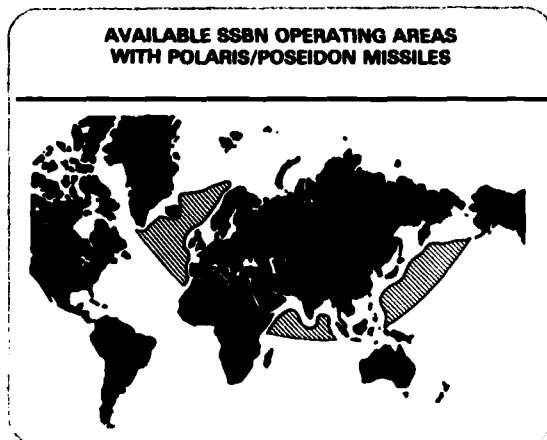 AVAILABLE SSBN OPERATING AREAS
WITH POLARIS/POSEIDON MISSILES